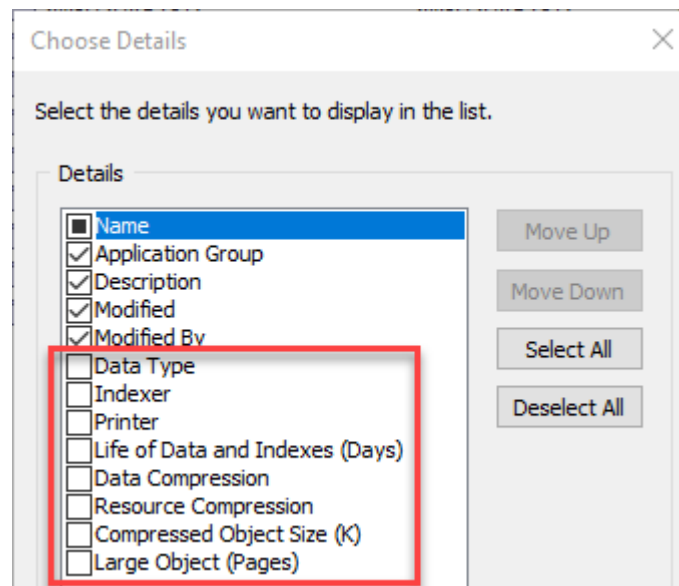 Choose Details
Select the details you want to display in the list.
Details
Name
Application Group
Description
Modified
Modified By
Data Type
Indexer
Printer
Life of Data and Indexes (Days)
Data Compression
Resource Compression
Compressed Object Size (K)
Large Object (Pages)
Move Up
Move Down
Select All
Deselect All